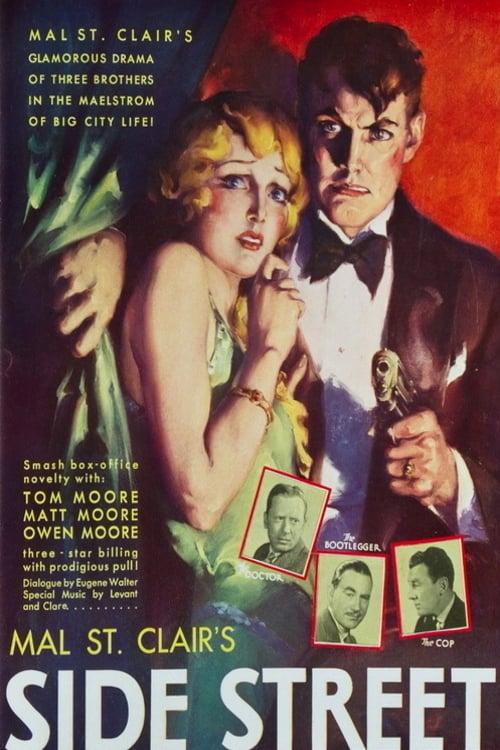 MAL ST. CLAIR'S
GLAMOROUS DRAMA
OF THREE BROTHERS
IN THE MAELSTROM
OF BIG CITY LIFE!
Smash box-office
novelty with:
TOM MOORE
MATT MOORE
OWEN MOORE
three-star billing
with prodigious pull!
Dialogue by Eugene Walter
Special Music by Levant
and Clare.........
The
DOCTOR
The
BOOTLEGGER
The COP
MAL ST. CLAIR'S
SIDE STREET